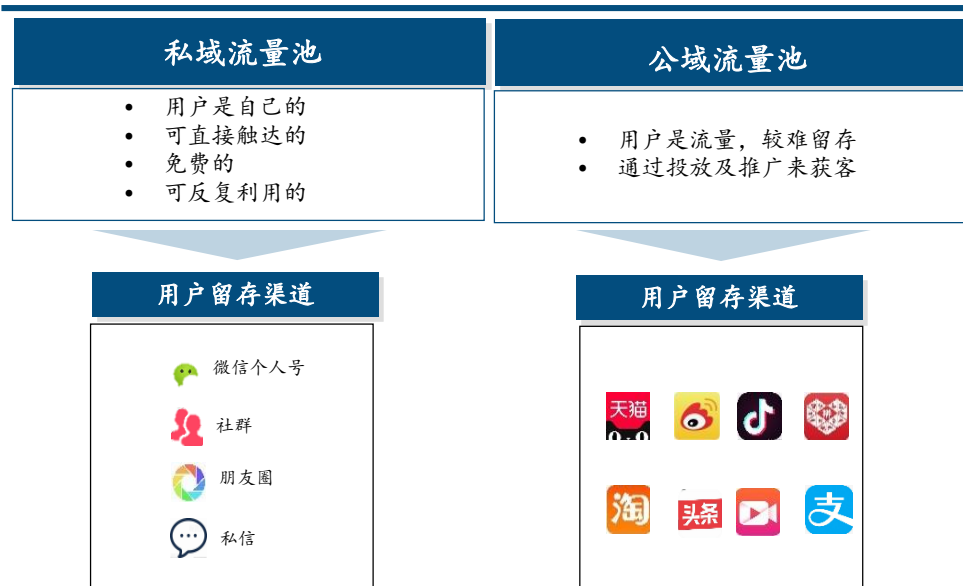 私域流量池
• 用户是自己的
• 可直接触达的
• 免费的
• 可反复利用的
用户留存渠道
微信个人号
社群
朋友圈
私信
公域流量池
• 用户是流量，较难留存
• 通过投放及推广来获客
用户留存渠道
天猫
淘
头条
支